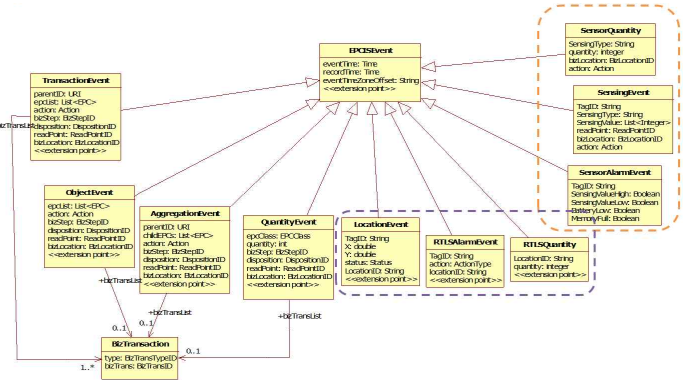 EPCISEvent
eventTime: Time
recordTime: Time
eventTimeZoneOffset: String
<<extension point>>
SensorQuantity
SensingType: String
quantity: integer
bizLocation: BizLocationID
action: Action
TransactionEvent
parentID: URI
epcList: List<EPC>
action: Action
bizStep: BizStepID
disposition: DispositionID
readPoint: ReadPointID
bizLocation: BizLocationID
<<extension point>>
SensingEvent
TagID: String
SensingType: String
SensingValue: List<Integer>
readPoint: ReadPointID
bizLocation: BizLocationID
action: Action
SensorAlarmEvent
TagID: String
SensingValueHigh: Boolean
SensingValueLow: Boolean
BatteryLow: Boolean
MemoryFull: Boolean
ObjectEvent
epcList: List<EPC>
action: Action
bizStep: BizStepID
disposition: DispositionID
readPoint: ReadPointID
bizLocation: BizLocationID
<<extension point>>
AggregationEvent
parentID: URI
childEPCs: List<EPC>
action: Action
bizStep: BizStepID
disposition: DispositionID
readPoint: ReadPointID
bizLocation: BizLocationID
<<extension point>>
QuantityEvent
epcClass: EPCClass
quantity: int
bizStep: BizStepID
disposition: DispositionID
readPoint: ReadPointID
bizLocation: BizLocationID
<<extension point>>
LocationEvent
TagID: String
X: double
Y: double
status: Status
LocationID: String
<<extension point>>
RTLSAlarmEvent
TagID: String
action: ActionType
locationID: String
<<extension point>>
RTLSQuantity
LocationID: String
quantity: integer
<<extension point>>
+bizTransList
+bizTransList
0..1
0..1
0..1
1..*
BizTransaction
type: BizTransTypeID
bizTrans: BizTransID